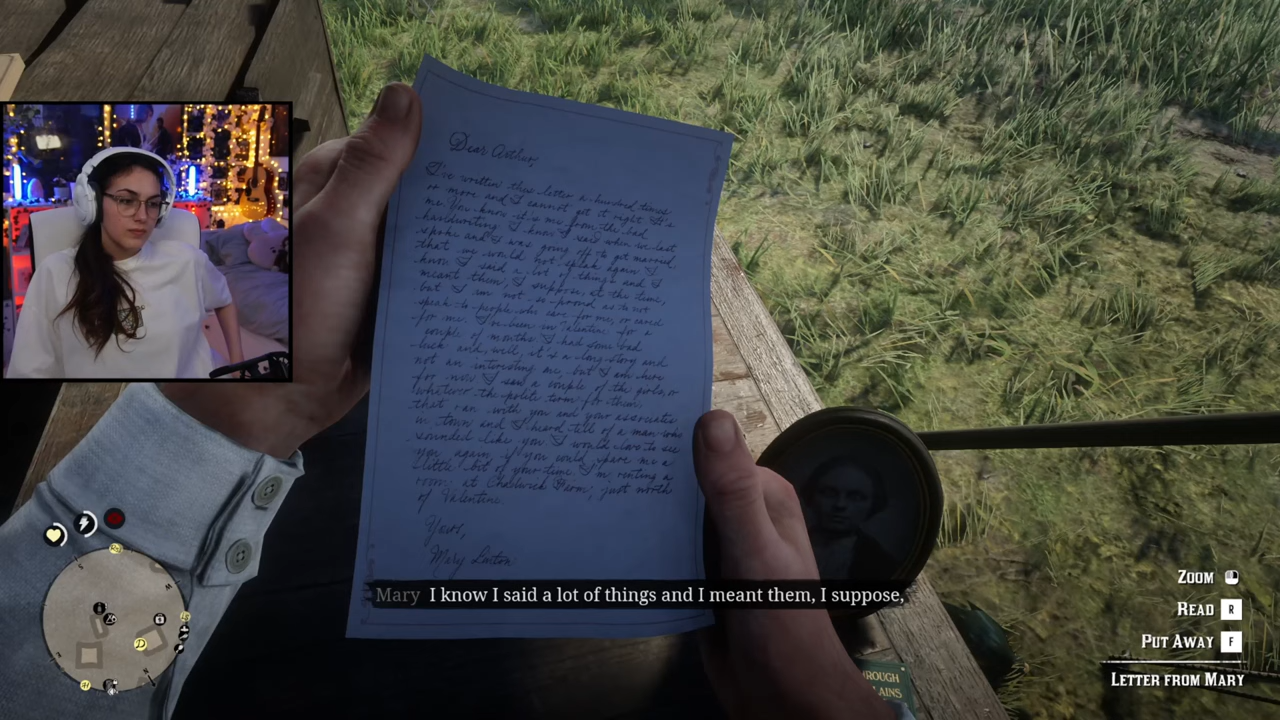 Dear Arthur
I've written this letter a hundred times
or more and I cannot get it right. It's
me. You know it is me from the bad
handwriting. I know I said when we last
spoke and I was going off to get married,
that we would not speak again. I
know I said a lot of things and I
meant them, I suppose, at the time,
but I am not so proud as to not
speak to people who care for me, or cared
for me. I've been in Valentine for a
couple of months. I had some bad
luck and, well, it is a long story and
not an interesting one, but I am here
for now. I saw a couple of the girls, or
whatever the polite term for them,
that ran with you and your associates
in town and I heard tell of a man who
sounded like you. I would love to see
you again, if you could spare me a
little bit of your time. I'm renting a
room at Chadwick Farm, just north
of Valentine.
Yours,
Mary Linton
Mary I know I said a lot of things and I meant them, I suppose,
ZOOM
READ R
PUT AWAY F
LETTER FROM MARY